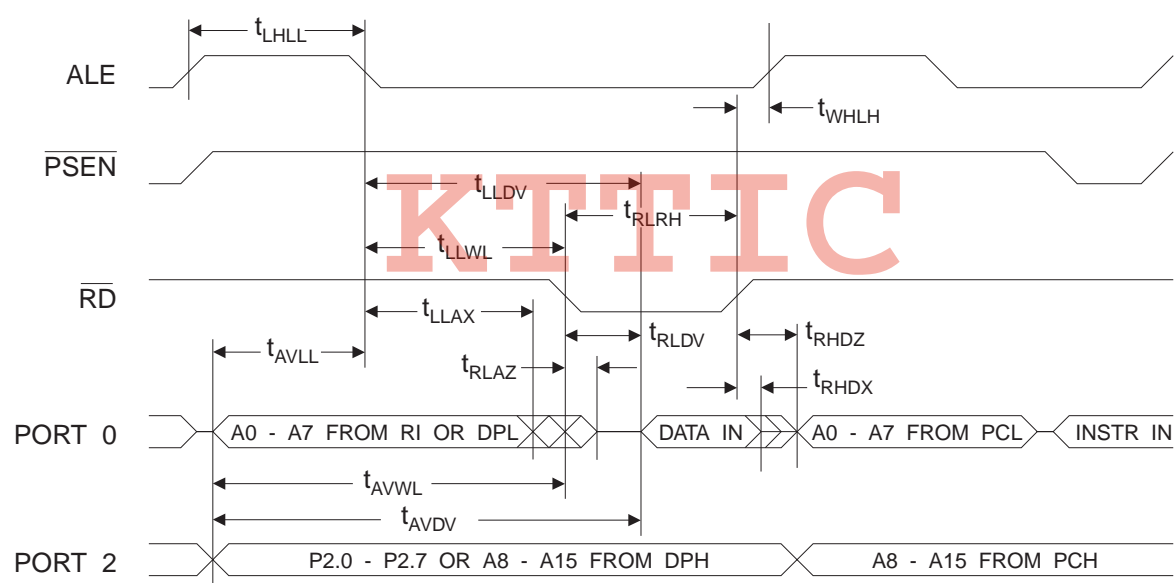 tLHLL
ALE
tWHLH
PSEN
tLLDV
KTTIC
tRLRH
tLLWL
RD
tLLAX
tRLDV
tRHDZ
tAVLL
tRLAZ
tRHDX
PORT 0
A0 - A7 FROM RI OR DPL
DATA IN
A0 - A7 FROM PCL
INSTR IN
tAVWL
tAVDV
PORT 2
P2.0 - P2.7 OR A8 - A15 FROM DPH
A8 - A15 FROM PCH